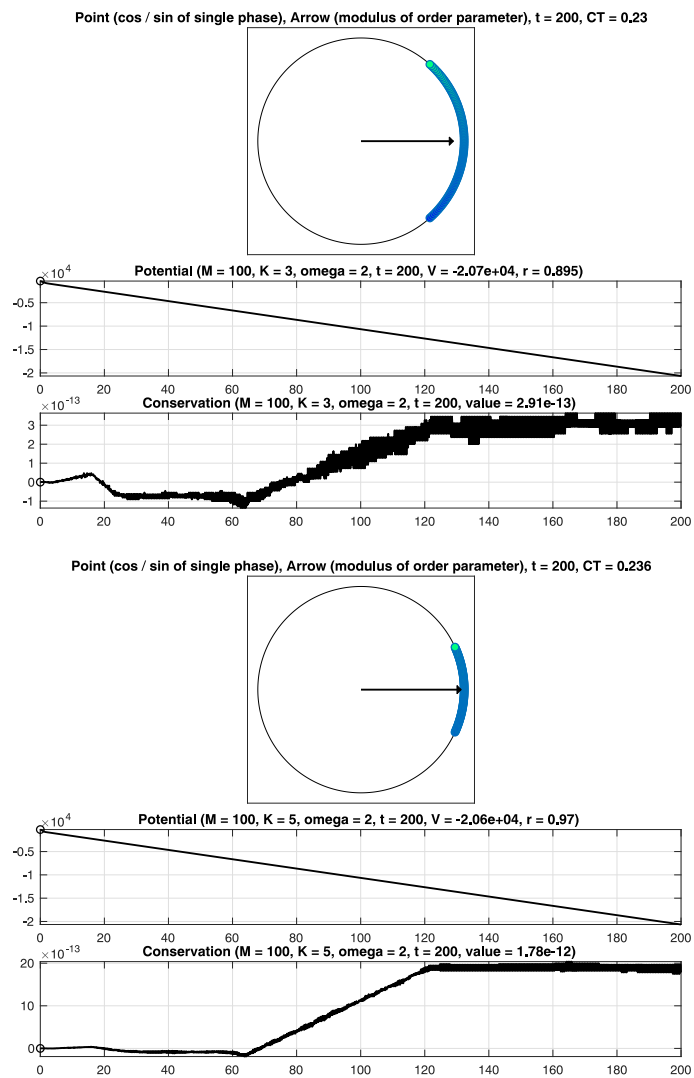 Point (cos / sin of single phase), Arrow (modulus of order parameter), t = 200, CT = 0.23
×10^4
Potential (M = 100, K = 3, omega = 2, t = 200, V = -2.07e+04, r = 0.895)
-0.5
-1
-1.5
-2
0 20 40 60 80 100 120 140 160 180 200
×10^-13
Conservation (M = 100, K = 3, omega = 2, t = 200, value = 2.91e-13)
3
2
1
0
-1
0 20 40 60 80 100 120 140 160 180 200
Point (cos / sin of single phase), Arrow (modulus of order parameter), t = 200, CT = 0.236
×10^4
Potential (M = 100, K = 5, omega = 2, t = 200, V = -2.06e+04, r = 0.97)
-0.5
-1
-1.5
-2
0 20 40 60 80 100 120 140 160 180 200
×10^-13
Conservation (M = 100, K = 5, omega = 2, t = 200, value = 1.78e-12)
20
10
0
0 20 40 60 80 100 120 140 160 180 200